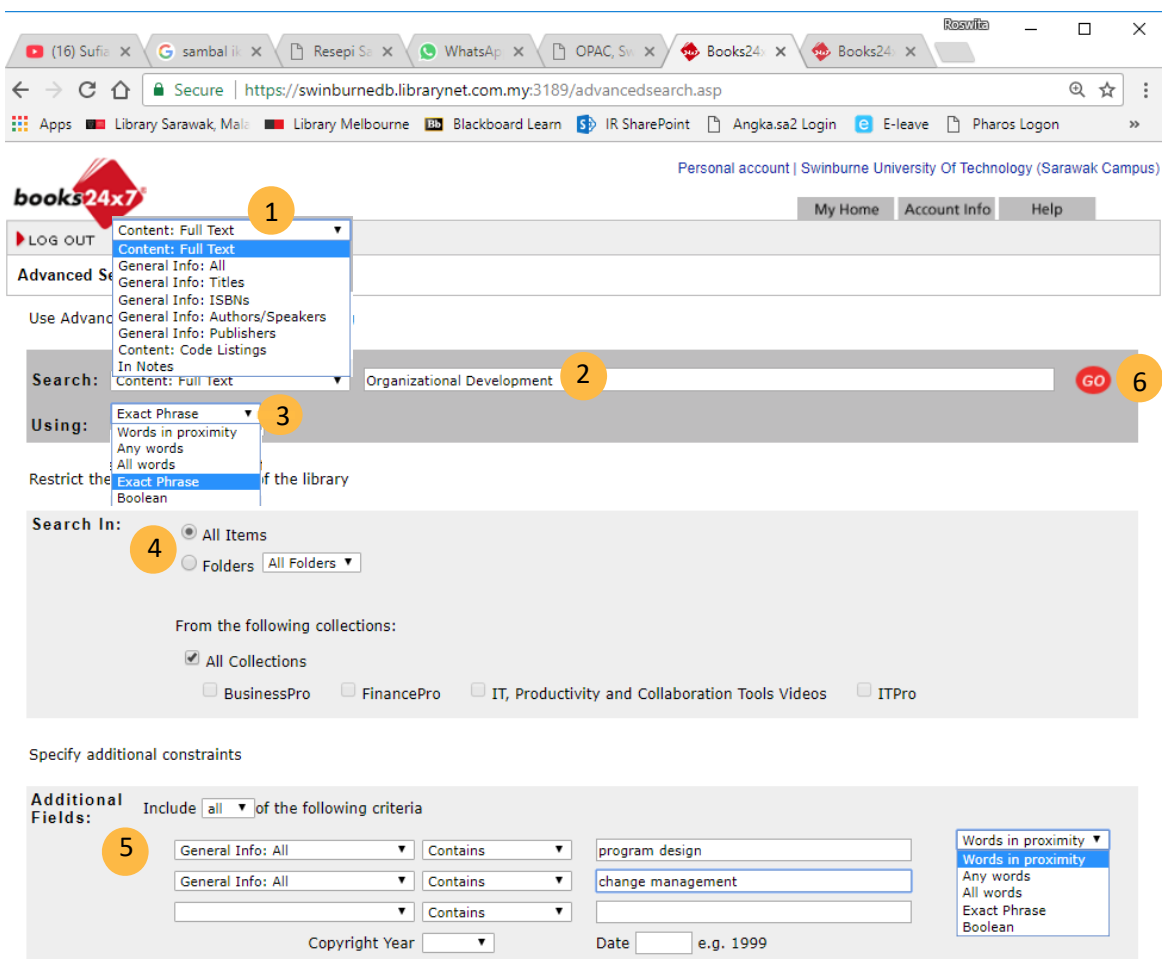 Roswita
(16) Sufia
sambal ik
Resepi Sa
WhatsAp
OPAC, Sw
Books24x
Books24x
Secure | https://swinburnedb.librarynet.com.my:3189/advancedsearch.asp
Apps Library Sarawak, Mala Library Melbourne Bb Blackboard Learn IR SharePoint Angka.sa2 Login E-leave Pharos Logon »
Personal account | Swinburne University Of Technology (Sarawak Campus)
books24x7
My Home Account Info Help
1
LOG OUT
Content: Full Text
Content: Full Text
General Info: All
General Info: Titles
General Info: ISBNs
General Info: Authors/Speakers
General Info: Publishers
Content: Code Listings
In Notes
Advanced Se
Use Advanc
Search: Content: Full Text Organizational Development 2 GO 6
Using: Exact Phrase 3
Words in proximity
Any words
All words
Exact Phrase
Boolean
Restrict the of the library
Search In:
4
All Items
Folders All Folders
From the following collections:
All Collections
BusinessPro FinancePro IT, Productivity and Collaboration Tools Videos ITPro
Specify additional constraints
Additional Fields: Include all of the following criteria
5
General Info: All Contains program design
General Info: All Contains change management
Contains
Words in proximity
Words in proximity
Any words
All words
Exact Phrase
Boolean
Copyright Year Date e.g. 1999